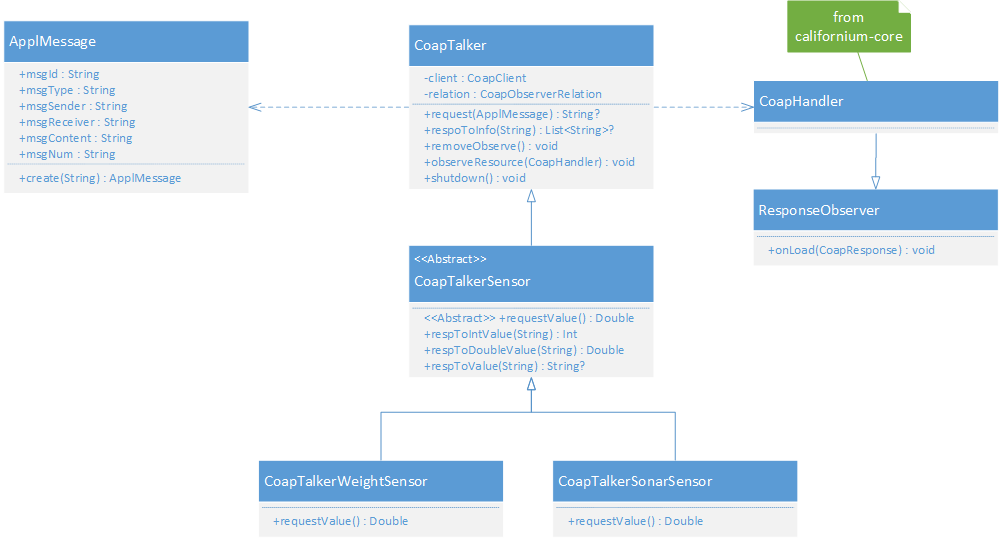 ApplMessage
+msgId : String
+msgType : String
+msgSender : String
+msgReceiver : String
+msgContent : String
+msgNum : String
+create(String) : ApplMessage
CoapTalker
-client : CoapClient
-relation : CoapObserverRelation
+request(ApplMessage) : String?
+respoToInfo(String) : List<String>?
+removeObserve() : void
+observeResource(CoapHandler) : void
+shutdown() : void
from
californium-core
CoapHandler
ResponseObserver
+onLoad(CoapResponse) : void
<<Abstract>>
CoapTalkerSensor
<<Abstract>> +requestValue() : Double
+respToIntValue(String) : Int
+respToDoubleValue(String) : Double
+respToValue(String) : String?
CoapTalkerWeightSensor
+requestValue() : Double
CoapTalkerSonarSensor
+requestValue() : Double